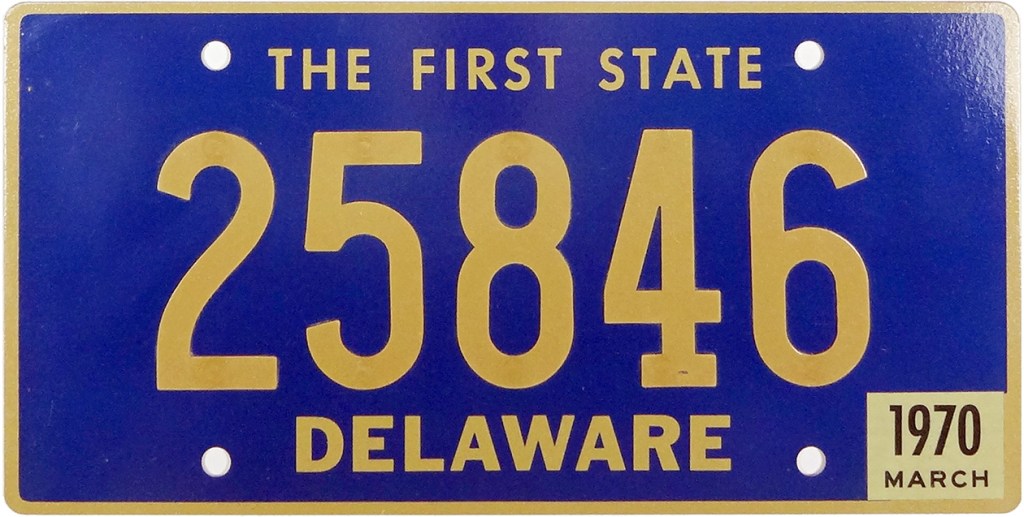 THE FIRST STATE
25846
DELAWARE
1970
MARCH